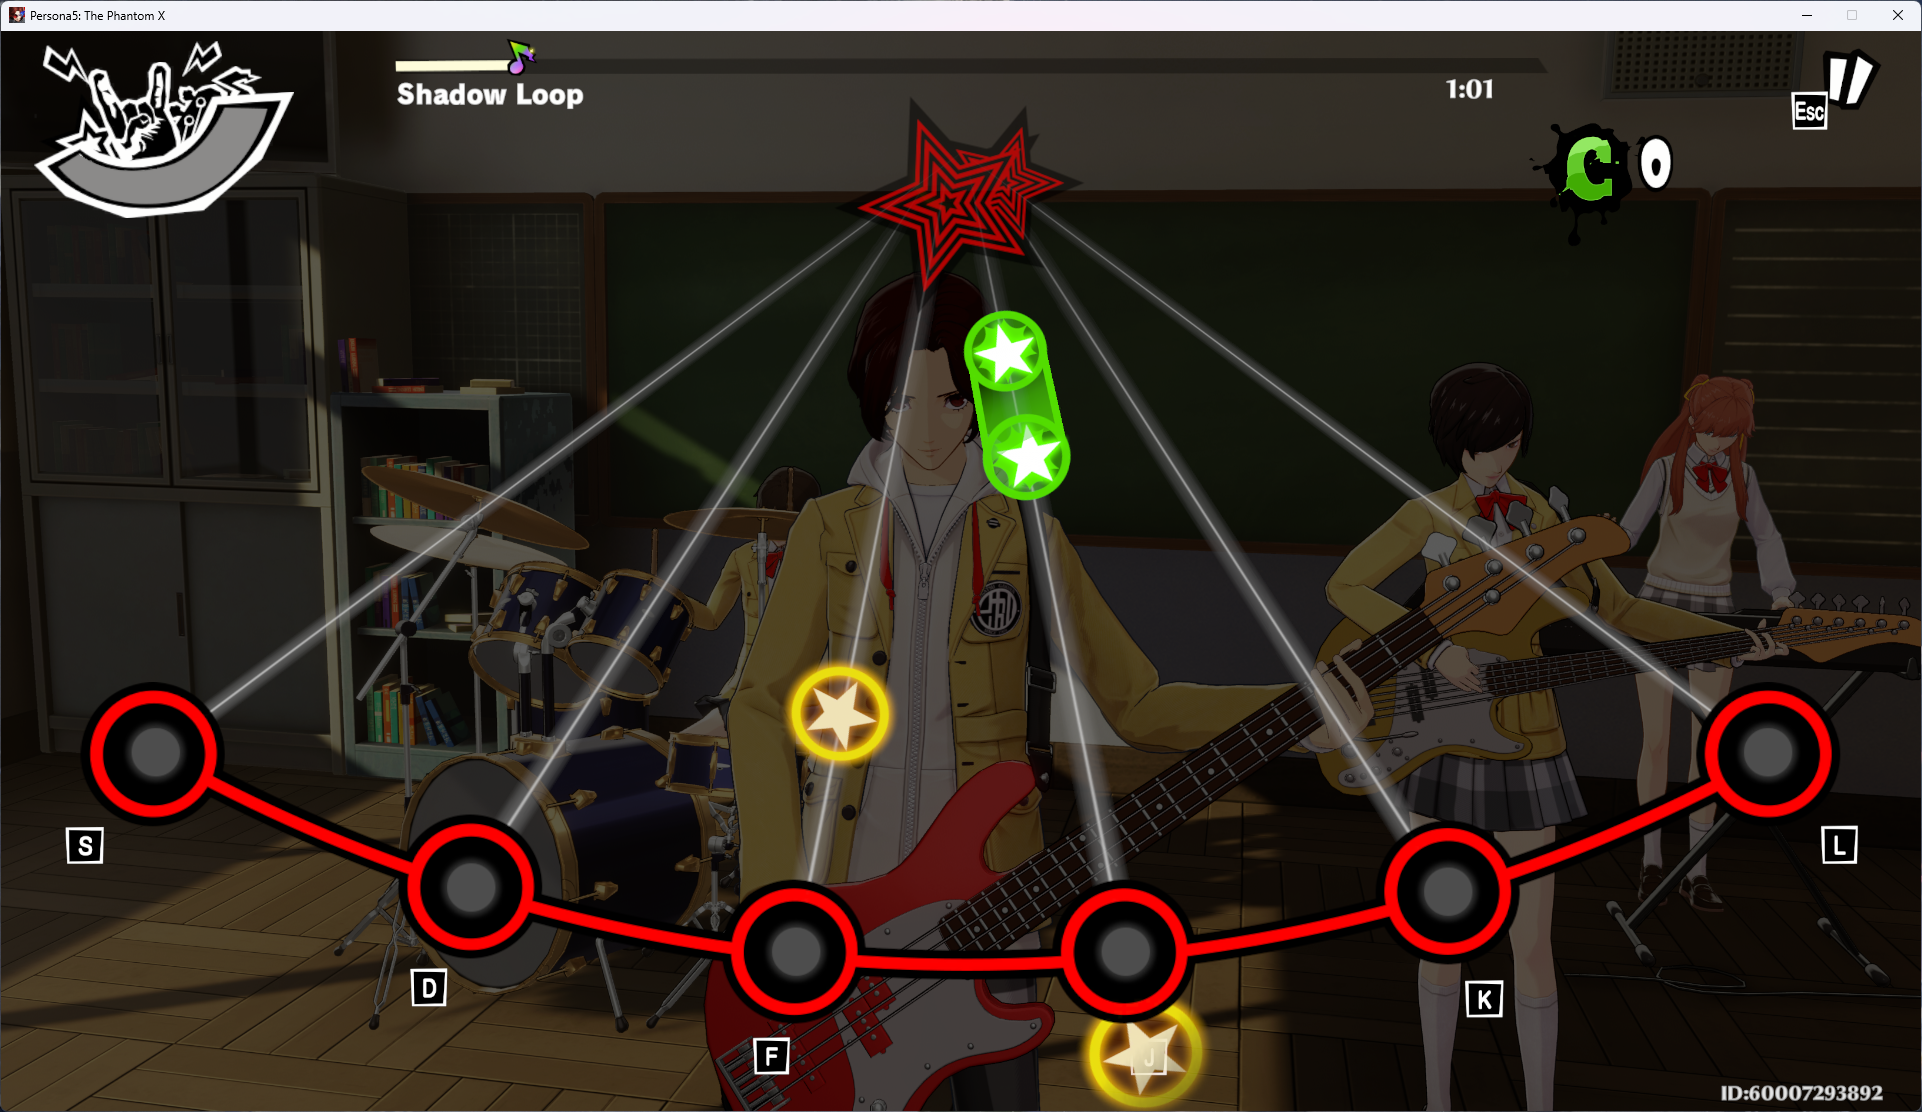 Persona5: The Phantom X
Shadow Loop
1:01
Esc
C 0
S
L
D
K
F
J
ID:60007293892